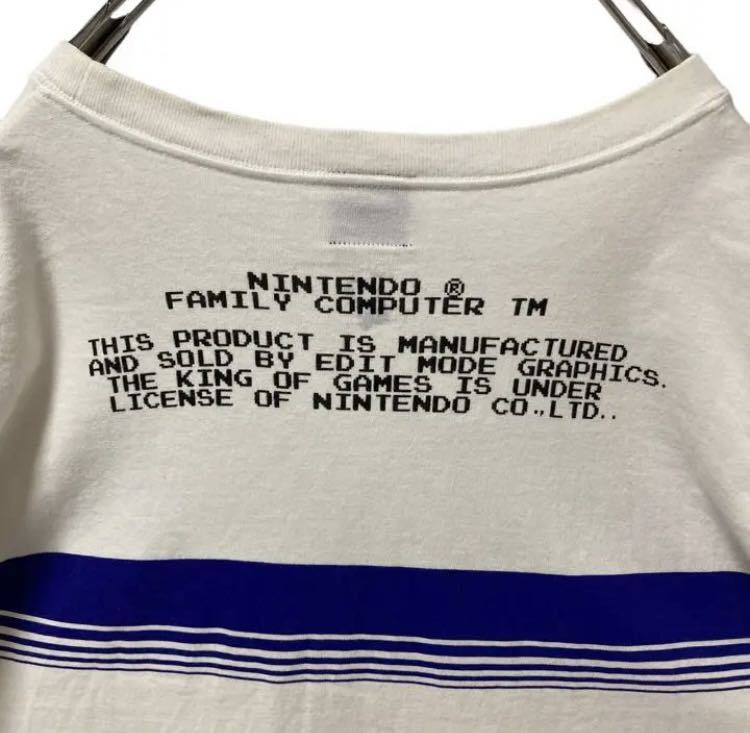 NINTENDO ®
FAMILY COMPUTER TM
THIS PRODUCT IS MANUFACTURED
AND SOLD BY EDIT MODE GRAPHICS.
THE KING OF GAMES IS UNDER
LICENSE OF NINTENDO CO.,LTD..